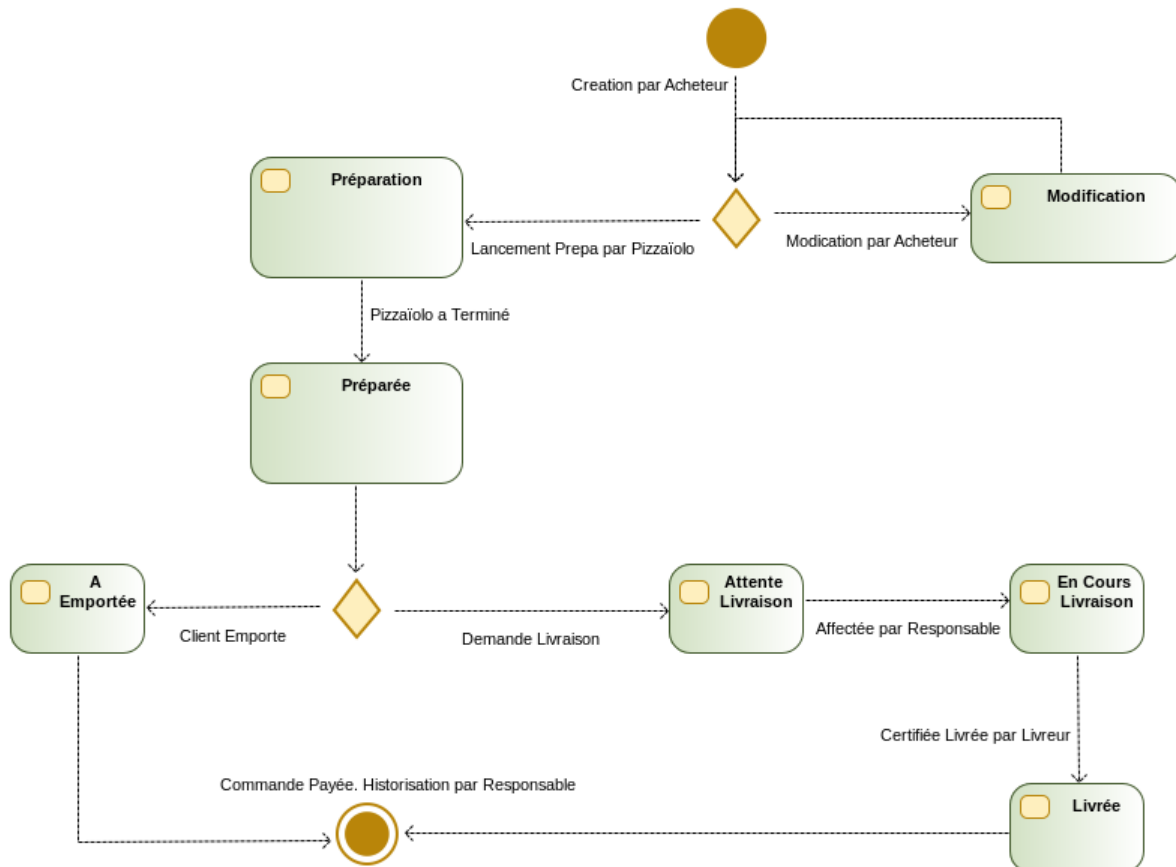 Creation par Acheteur
Préparation
Modification
Lancement Prepa par Pizzaïolo
Modication par Acheteur
Pizzaïolo a Terminé
Préparée
A
Emportée
Attente
Livraison
En Cours
Livraison
Client Emporte
Demande Livraison
Affectée par Responsable
Certifiée Livrée par Livreur
Commande Payée. Historisation par Responsable
Livrée